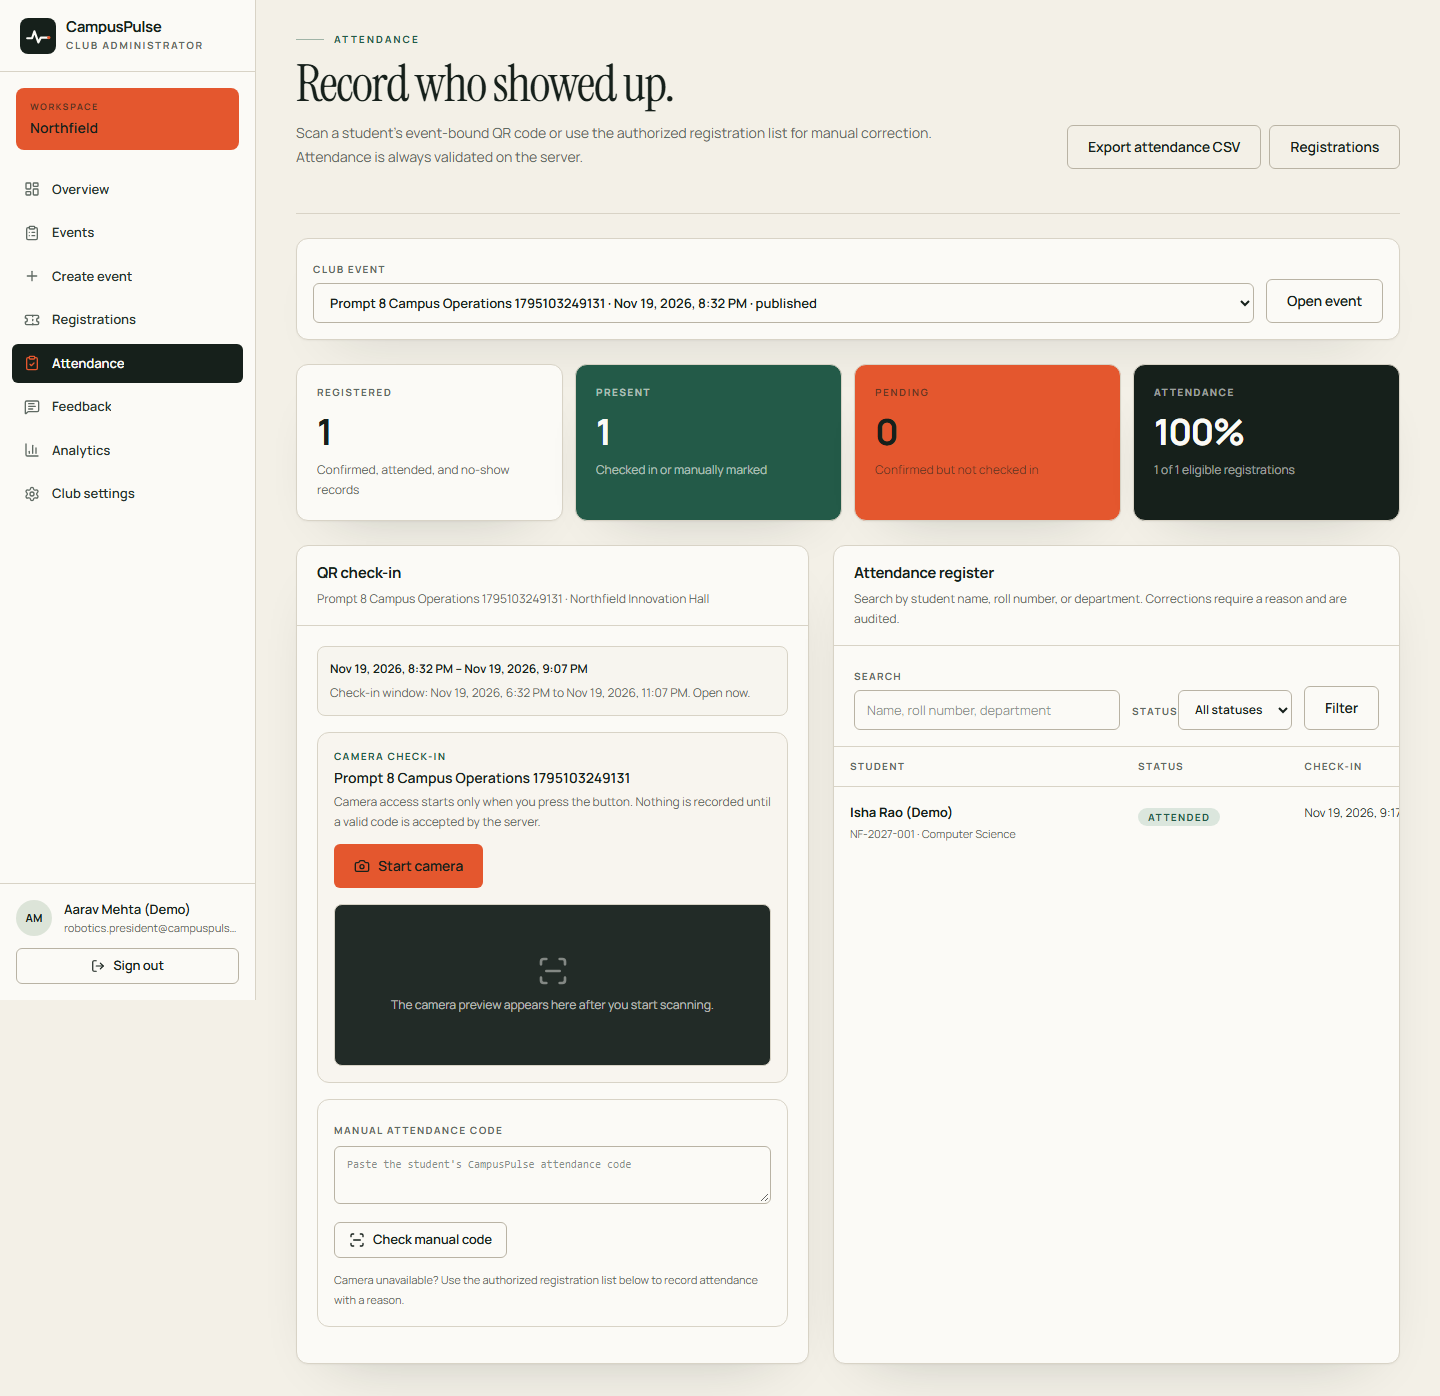 CampusPulse
CLUB ADMINISTRATOR
WORKSPACE
Northfield
Overview
Events
Create event
Registrations
Attendance
Feedback
Analytics
Club settings
AM
Aarav Mehta (Demo)
robotics.president@campuspuls...
Sign out
ATTENDANCE
Record who showed up.
Scan a student's event-bound QR code or use the authorized registration list for manual correction.
Attendance is always validated on the server.
Export attendance CSV
Registrations
CLUB EVENT
Prompt 8 Campus Operations 1795103249131 · Nov 19, 2026, 8:32 PM · published
Open event
REGISTERED
1
Confirmed, attended, and no-show
records
PRESENT
1
Checked in or manually marked
PENDING
0
Confirmed but not checked in
ATTENDANCE
100%
1 of 1 eligible registrations
QR check-in
Prompt 8 Campus Operations 1795103249131 · Northfield Innovation Hall
Nov 19, 2026, 8:32 PM – Nov 19, 2026, 9:07 PM
Check-in window: Nov 19, 2026, 6:32 PM to Nov 19, 2026, 11:07 PM. Open now.
CAMERA CHECK-IN
Prompt 8 Campus Operations 1795103249131
Camera access starts only when you press the button. Nothing is recorded until
a valid code is accepted by the server.
Start camera
The camera preview appears here after you start scanning.
MANUAL ATTENDANCE CODE
Paste the student's CampusPulse attendance code
Check manual code
Camera unavailable? Use the authorized registration list below to record attendance
with a reason.
Attendance register
Search by student name, roll number, or department. Corrections require a reason and are
audited.
SEARCH
Name, roll number, department
STATUS
All statuses
Filter
STUDENT
STATUS
CHECK-IN
Isha Rao (Demo)
NF-2027-001 · Computer Science
ATTENDED
Nov 19, 2026, 9:17